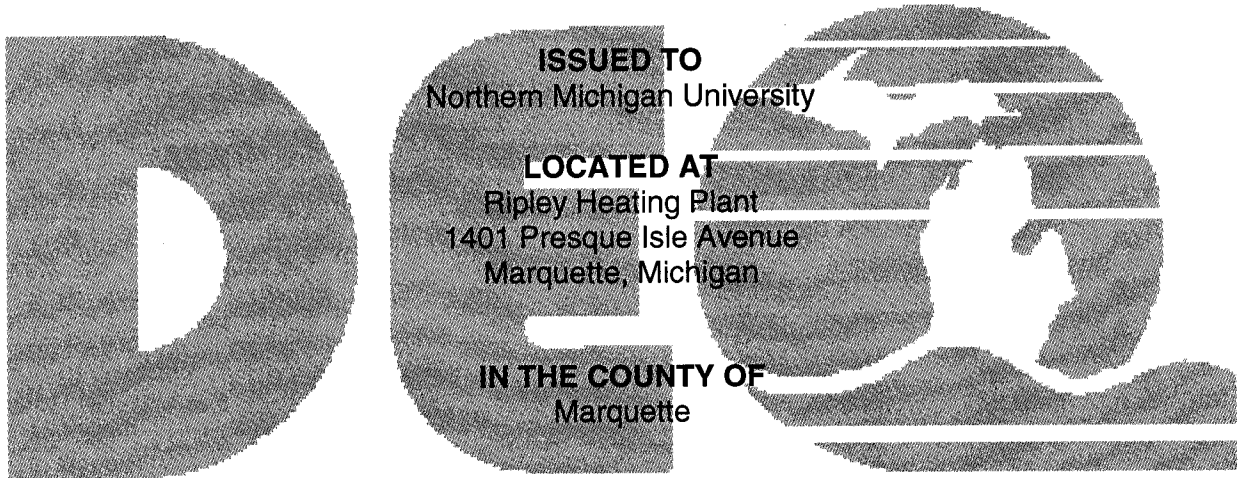 DEQ
ISSUED TO
Northern Michigan University
LOCATED AT
Ripley Heating Plant
1401 Presque Isle Avenue
Marquette, Michigan
IN THE COUNTY OF
Marquette